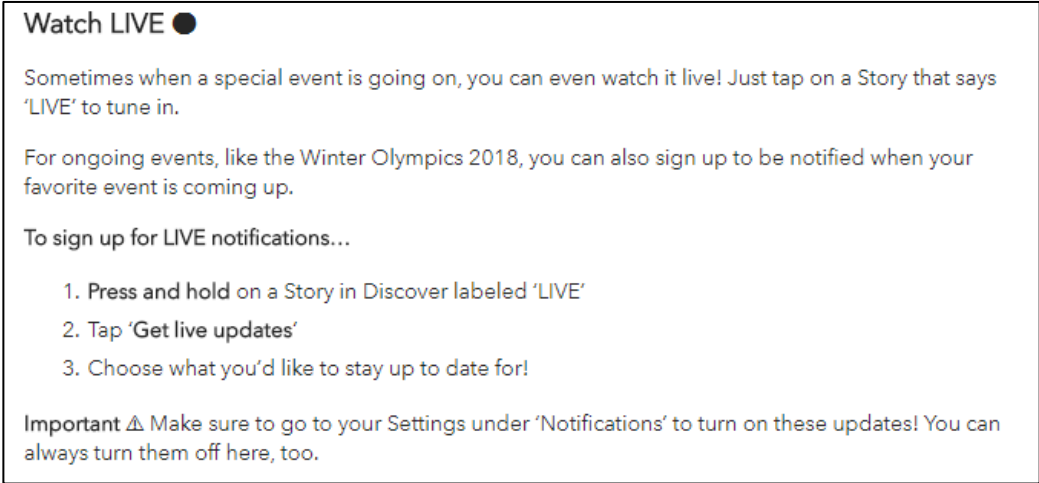 Watch LIVE
Sometimes when a special event is going on, you can even watch it live! Just tap on a Story that says
‘LIVE’ to tune in.
For ongoing events, like the Winter Olympics 2018, you can also sign up to be notified when your
favorite event is coming up.
To sign up for LIVE notifications…
1. Press and hold on a Story in Discover labeled ‘LIVE’
2. Tap ‘Get live updates’
3. Choose what you’d like to stay up to date for!
Important ⚠ Make sure to go to your Settings under ‘Notifications’ to turn on these updates! You can
always turn them off here, too.